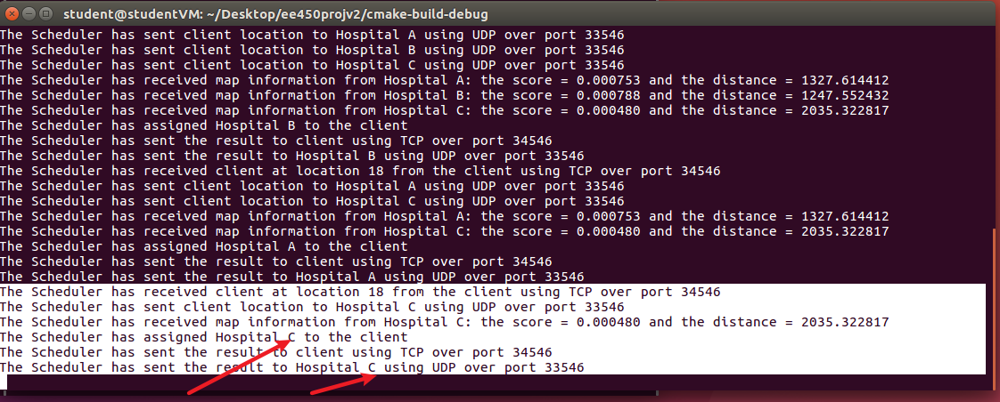 student@studentVM: ~/Desktop/ee450projv2/cmake-build-debug
The Scheduler has sent client location to Hospital A using UDP over port 33546
The Scheduler has sent client location to Hospital B using UDP over port 33546
The Scheduler has sent client location to Hospital C using UDP over port 33546
The Scheduler has received map information from Hospital A: the score = 0.000753 and the distance = 1327.614412
The Scheduler has received map information from Hospital B: the score = 0.000788 and the distance = 1247.552432
The Scheduler has received map information from Hospital C: the score = 0.000480 and the distance = 2035.322817
The Scheduler has assigned Hospital B to the client
The Scheduler has sent the result to client using TCP over port 34546
The Scheduler has sent the result to Hospital B using UDP over port 33546
The Scheduler has received client at location 18 from the client using TCP over port 34546
The Scheduler has sent client location to Hospital A using UDP over port 33546
The Scheduler has sent client location to Hospital C using UDP over port 33546
The Scheduler has received map information from Hospital A: the score = 0.000753 and the distance = 1327.614412
The Scheduler has received map information from Hospital C: the score = 0.000480 and the distance = 2035.322817
The Scheduler has assigned Hospital A to the client
The Scheduler has sent the result to client using TCP over port 34546
The Scheduler has sent the result to Hospital A using UDP over port 33546
The Scheduler has received client at location 18 from the client using TCP over port 34546
The Scheduler has sent client location to Hospital C using UDP over port 33546
The Scheduler has received map information from Hospital C: the score = 0.000480 and the distance = 2035.322817
The Scheduler has assigned Hospital C to the client
The Scheduler has sent the result to client using TCP over port 34546
The Scheduler has sent the result to Hospital C using UDP over port 33546